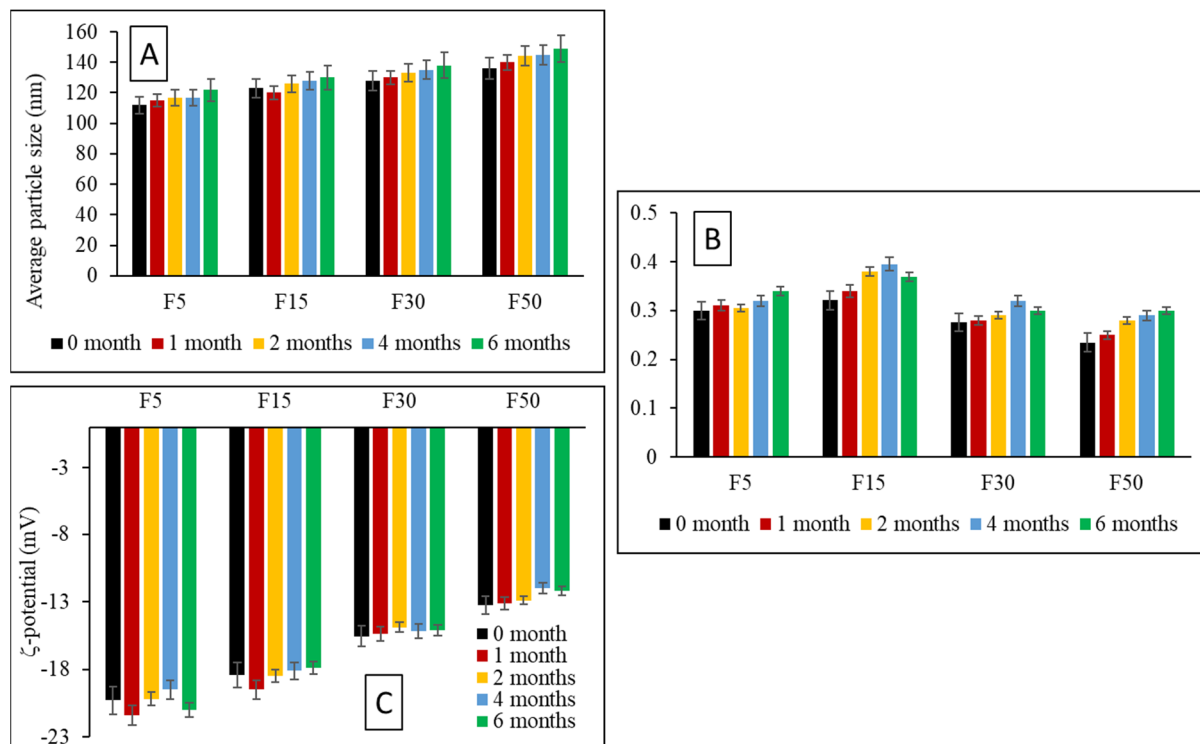 A
Average particle size (nm)
160
140
120
100
80
60
40
20
0
F5 F15 F30 F50
0 month 1 month 2 months 4 months 6 months
B
0.5
0.4
0.3
0.2
0.1
0
F5 F15 F30 F50
0 month 1 month 2 months 4 months 6 months
F5 F15 F30 F50
ζ-potential (mV)
-3
-8
-13
-18
-23
C
0 month
1 month
2 months
4 months
6 months